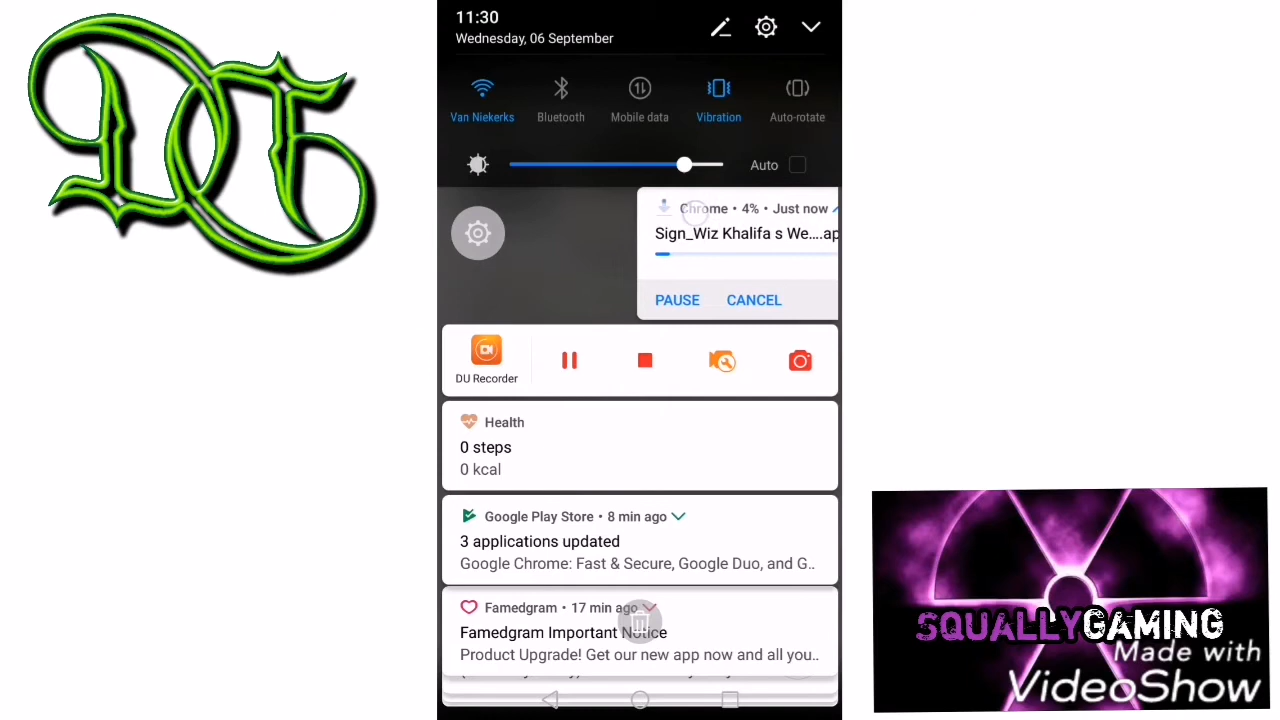 DT
11:30
Wednesday, 06 September
Van Niekerks
Bluetooth
Mobile data
Vibration
Auto-rotate
Auto
Chrome • 4% • Just now
Sign_Wiz Khalifa s We....ap
PAUSE CANCEL
DU Recorder
Health
0 steps
0 kcal
Google Play Store • 8 min ago
3 applications updated
Google Chrome: Fast & Secure, Google Duo, and G..
Famedgram • 17 min ago
Famedgram Important Notice
Product Upgrade! Get our new app now and all you..
SQUALLYGAMING
Made with
VideoShow